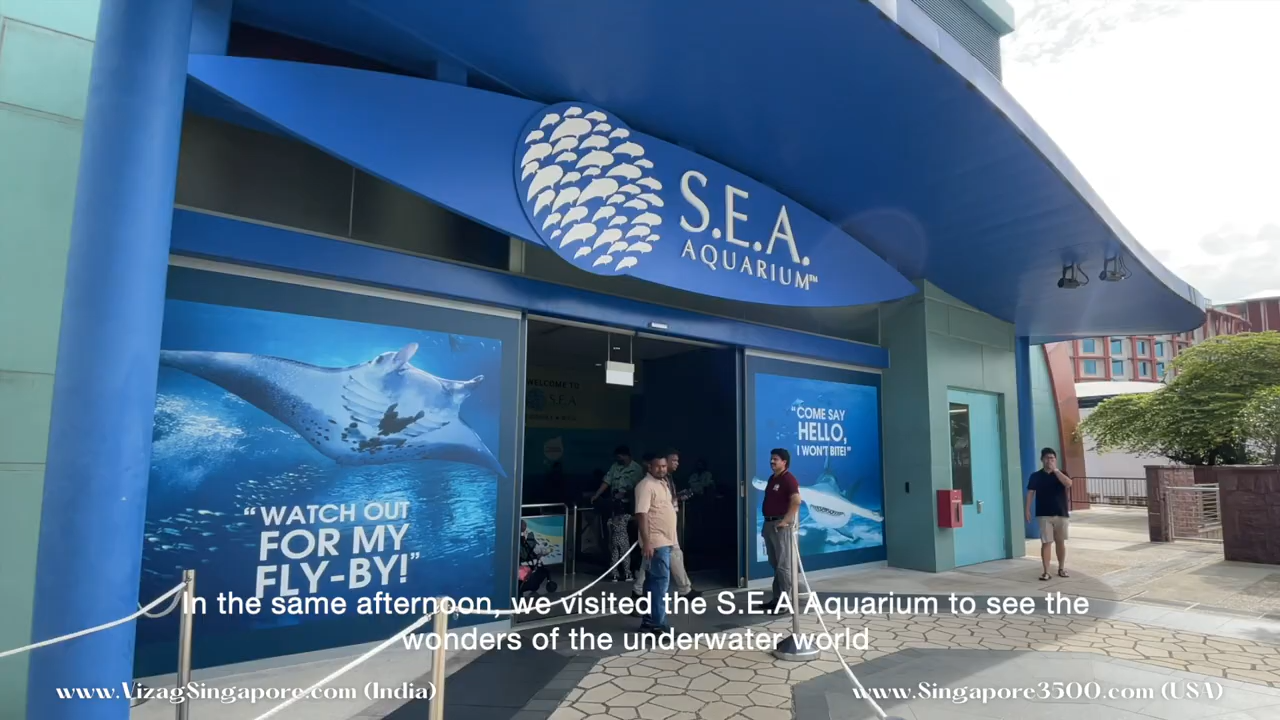 S.E.A.
AQUARIUM™
WELCOME TO
S.E.A.
"WATCH OUT
FOR MY
FLY-BY!"
"COME SAY
HELLO,
I WON'T BITE!"
In the same afternoon, we visited the S.E.A Aquarium to see the
wonders of the underwater world
www.VizagSingapore.com (India)
www.Singapore3500.com (USA)